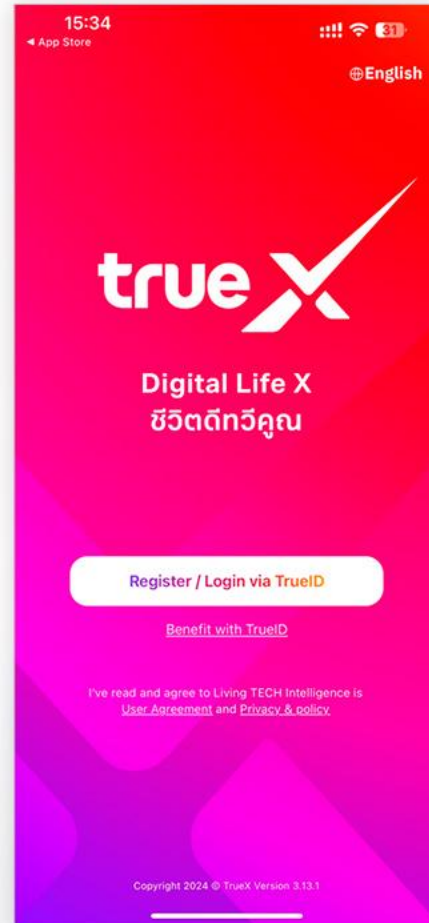 15:34
◄ App Store
31
English
true X
Digital Life X
ชีวิตดีทวีคูณ
Register / Login via TrueID
Benefit with TrueID
I've read and agree to Living TECH Intelligence is
User Agreement and Privacy & policy
Copyright 2024 © TrueX Version 3.13.1